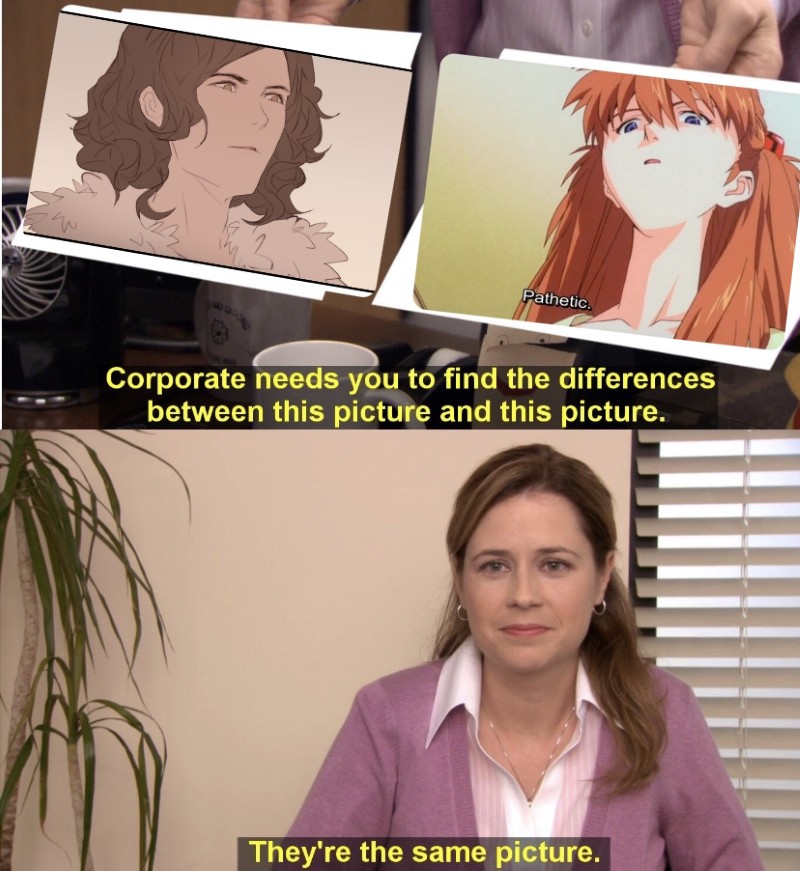 Pathetic.
Corporate needs you to find the differences
between this picture and this picture.
They're the same picture.